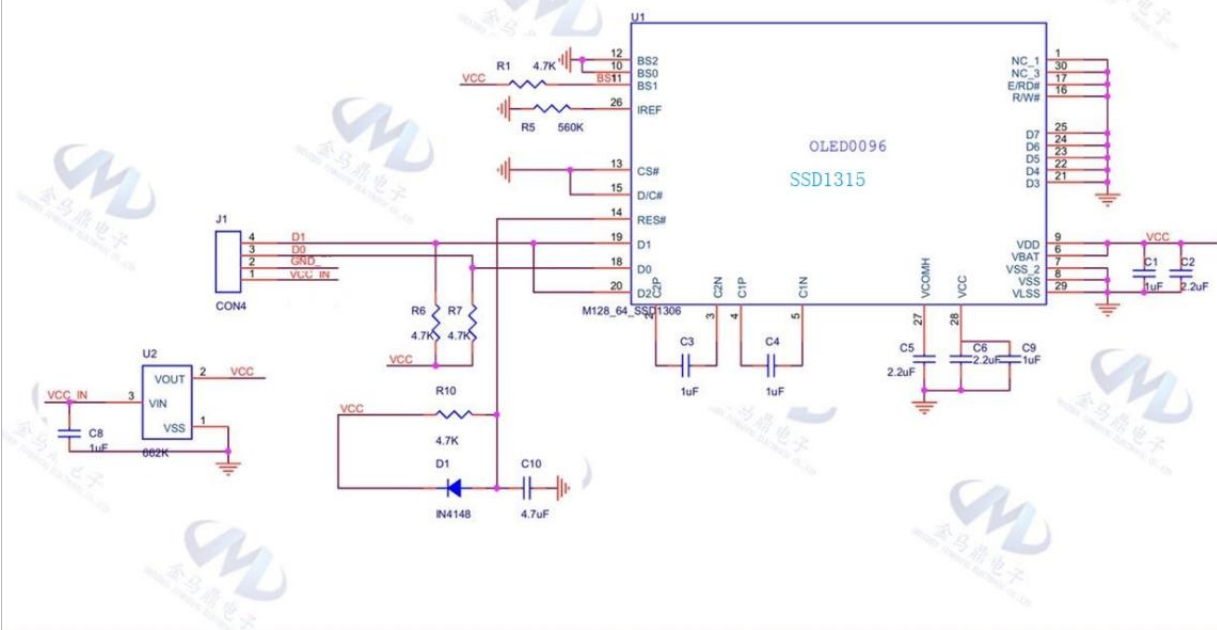 U1
12 BS2
10 BS0
BS1 11 BS1
R1 4.7K
VCC
26 IREF
R5 560K
13 CS#
15 D/C#
14 RES#
19 D1
18 D0
20 D2
OLED0096
SSD1315
NC_1 1
NC_3 30
E/RD# 17
R/W# 16
D7 25
D6 24
D5 23
D4 22
D3 21
VDD 9
VBAT 6
VSS_2 7
VSS 8
VLSS 29
VCC
C1 1uF
C2 2.2uF
J1
4 D1
3 D0
2 GND_
1 VCC_IN
CON4
C2P 2
C2N 3
C1P 4
C1N 5
VCOMH 27
VCC 28
M128_64_SSD1306
R6 4.7K
R7 4.7K
VCC
C3 1uF
C4 1uF
C5 2.2uF
C6 2.2uF
C9 1uF
U2
VOUT 2 VCC
VCC_IN 3 VIN
VSS 1
C8 1uF
662K
R10
VCC
4.7K
D1 IN4148
C10 4.7uF
金马鼎电子